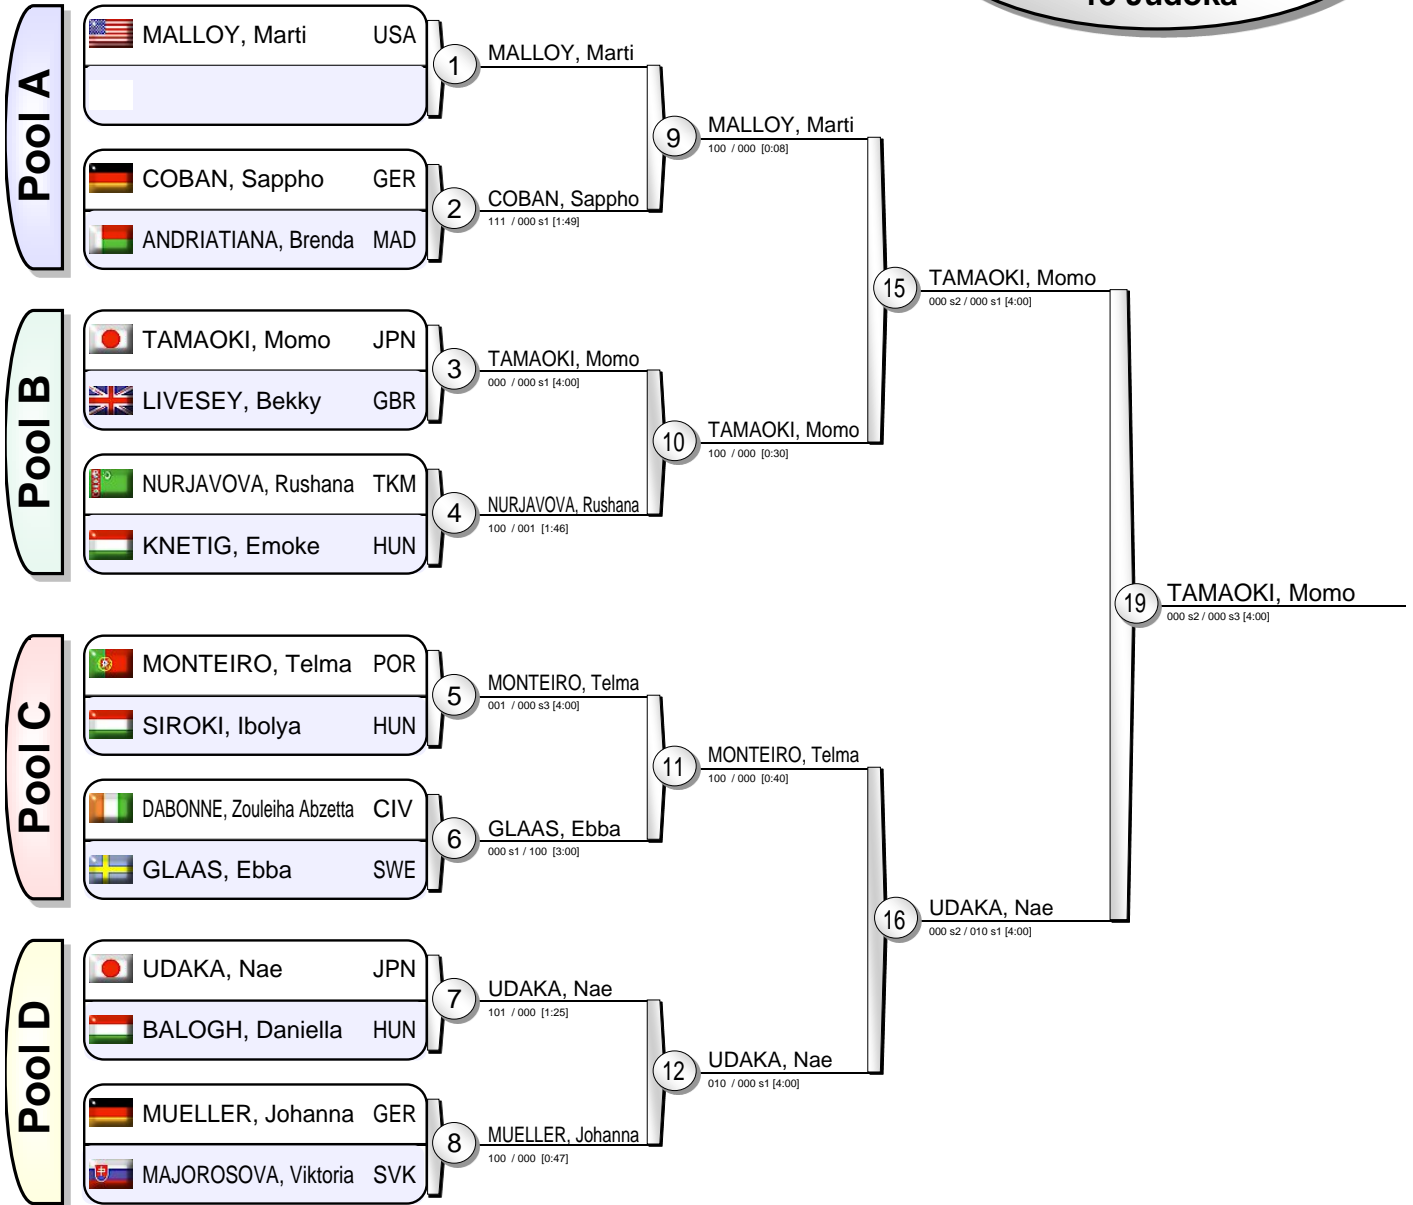 15 Judoka
Pool A
MALLOY, Marti USA
COBAN, Sappho GER
ANDRIATIANA, Brenda MAD
Pool B
TAMAOKI, Momo JPN
LIVESEY, Bekky GBR
NURJAVOVA, Rushana TKM
KNETIG, Emoke HUN
Pool C
MONTEIRO, Telma POR
SIROKI, Ibolya HUN
DABONNE, Zouleiha Abzetta CIV
GLAAS, Ebba SWE
Pool D
UDAKA, Nae JPN
BALOGH, Daniella HUN
MUELLER, Johanna GER
MAJOROSOVA, Viktoria SVK
1 MALLOY, Marti
2 COBAN, Sappho
111 / 000 s1 [1:49]
3 TAMAOKI, Momo
000 / 000 s1 [4:00]
4 NURJAVOVA, Rushana
100 / 001 [1:46]
5 MONTEIRO, Telma
001 / 000 s3 [4:00]
6 GLAAS, Ebba
000 s1 / 100 [3:00]
7 UDAKA, Nae
101 / 000 [1:25]
8 MUELLER, Johanna
100 / 000 [0:47]
9 MALLOY, Marti
100 / 000 [0:08]
10 TAMAOKI, Momo
100 / 000 [0:30]
11 MONTEIRO, Telma
100 / 000 [0:40]
12 UDAKA, Nae
010 / 000 s1 [4:00]
15 TAMAOKI, Momo
000 s2 / 000 s1 [4:00]
16 UDAKA, Nae
000 s2 / 010 s1 [4:00]
19 TAMAOKI, Momo
000 s2 / 000 s3 [4:00]